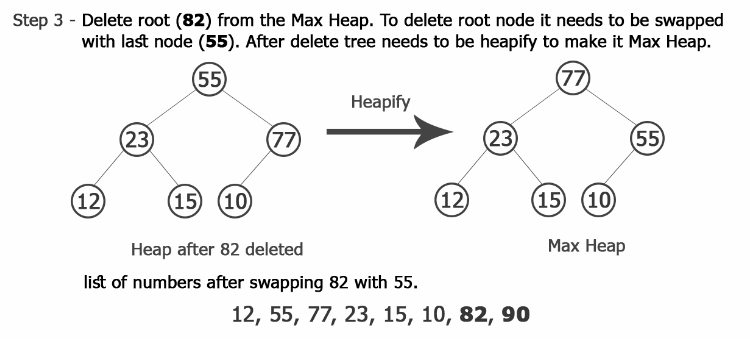 Step 3 - Delete root (82) from the Max Heap. To delete root node it needs to be swapped
with last node (55). After delete tree needs to be heapify to make it Max Heap.
55
77
Heapify
23
77
23
55
12
15
10
12
15
10
Heap after 82 deleted
Max Heap
list of numbers after swapping 82 with 55.
12, 55, 77, 23, 15, 10, 82, 90